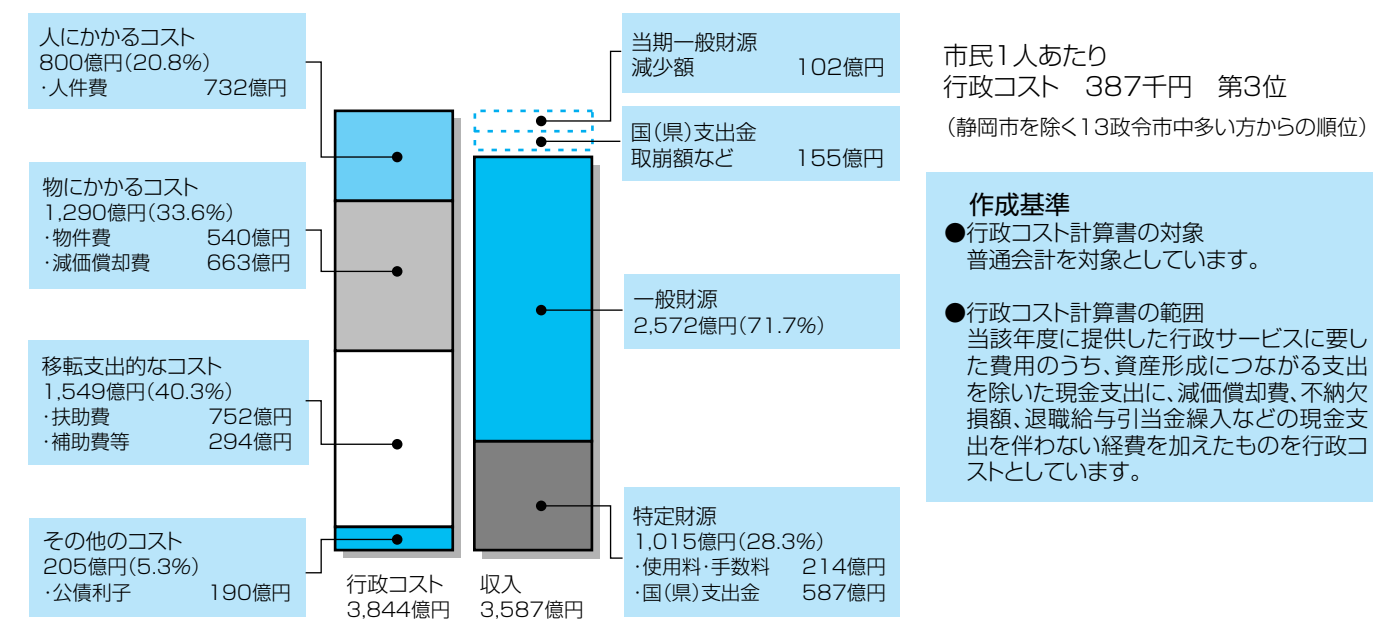 人にかかるコスト
800億円(20.8%)
・人件費 732億円
物にかかるコスト
1,290億円(33.6%)
・物件費 540億円
・減価償却費 663億円
移転支出的なコスト
1,549億円(40.3%)
・扶助費 752億円
・補助費等 294億円
その他のコスト
205億円(5.3%)
・公債利子 190億円
行政コスト
3,844億円
収入
3,587億円
当期一般財源
減少額 102億円
国(県)支出金
取崩額など 155億円
一般財源
2,572億円(71.7%)
特定財源
1,015億円(28.3%)
・使用料・手数料 214億円
・国(県)支出金 587億円
市民1人あたり
行政コスト 387千円 第3位
(静岡市を除く13政令市中多い方からの順位)
作成基準
●行政コスト計算書の対象
普通会計を対象としています。
●行政コスト計算書の範囲
当該年度に提供した行政サービスに要し
た費用のうち、資産形成につながる支出
を除いた現金支出に、減価償却費、不納欠
損額、退職給与引当金繰入などの現金支
出を伴わない経費を加えたものを行政コ
ストとしています。